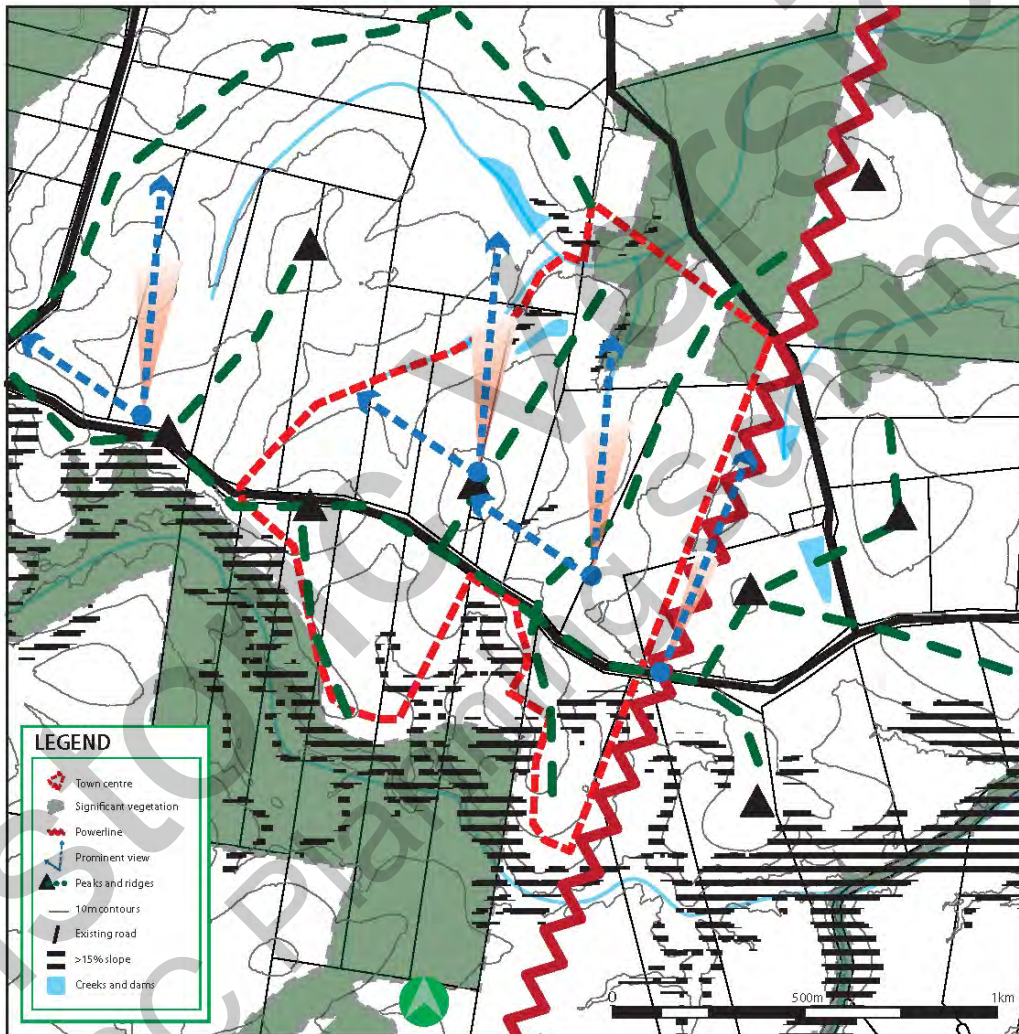 LEGEND
Town centre
Significant vegetation
Powerline
Prominent view
Peaks and ridges
10m contours
Existing road
>15% slope
Creeks and dams
0 500m 1km